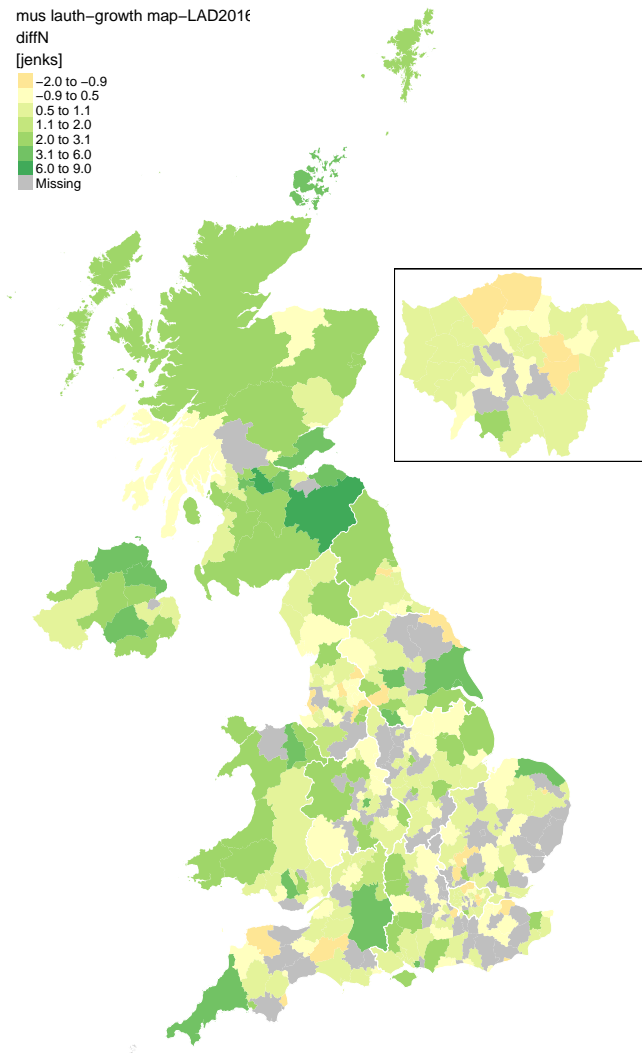 mus lauth−growth map−LAD2016
diffN
[jenks]
−2.0 to −0.9
−0.9 to 0.5
0.5 to 1.1
1.1 to 2.0
2.0 to 3.1
3.1 to 6.0
6.0 to 9.0
Missing